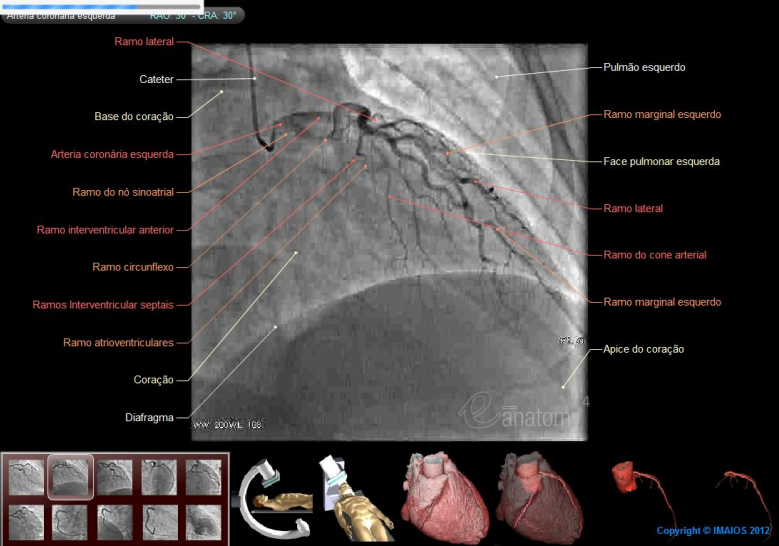 Arteria coronária esquerda RAO: 30° - CRA: 30°
Ramo lateral
Cateter
Base do coração
Arteria coronária esquerda
Ramo do nó sinoatrial
Ramo interventricular anterior
Ramo circunflexo
Ramos Interventricular septais
Ramo atrioventriculares
Coração
Diafragma
Pulmão esquerdo
Ramo marginal esquerdo
Face pulmonar esquerda
Ramo lateral
Ramo do cone arterial
Ramo marginal esquerdo
Apice do coração
e anatomy 4
Copyright © IMAIOS 2012